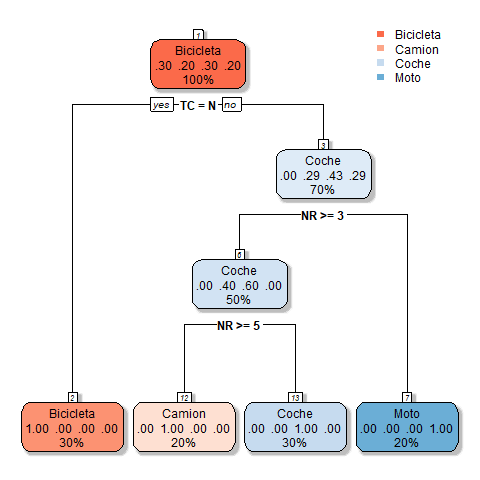 1
Bicicleta
.30 .20 .30 .20
100%
Bicicleta
Camion
Coche
Moto
yes TC = N no
3
Coche
.00 .29 .43 .29
70%
NR >= 3
6
Coche
.00 .40 .60 .00
50%
NR >= 5
2
Bicicleta
1.00 .00 .00 .00
30%
12
Camion
.00 1.00 .00 .00
20%
13
Coche
.00 .00 1.00 .00
30%
7
Moto
.00 .00 .00 1.00
20%